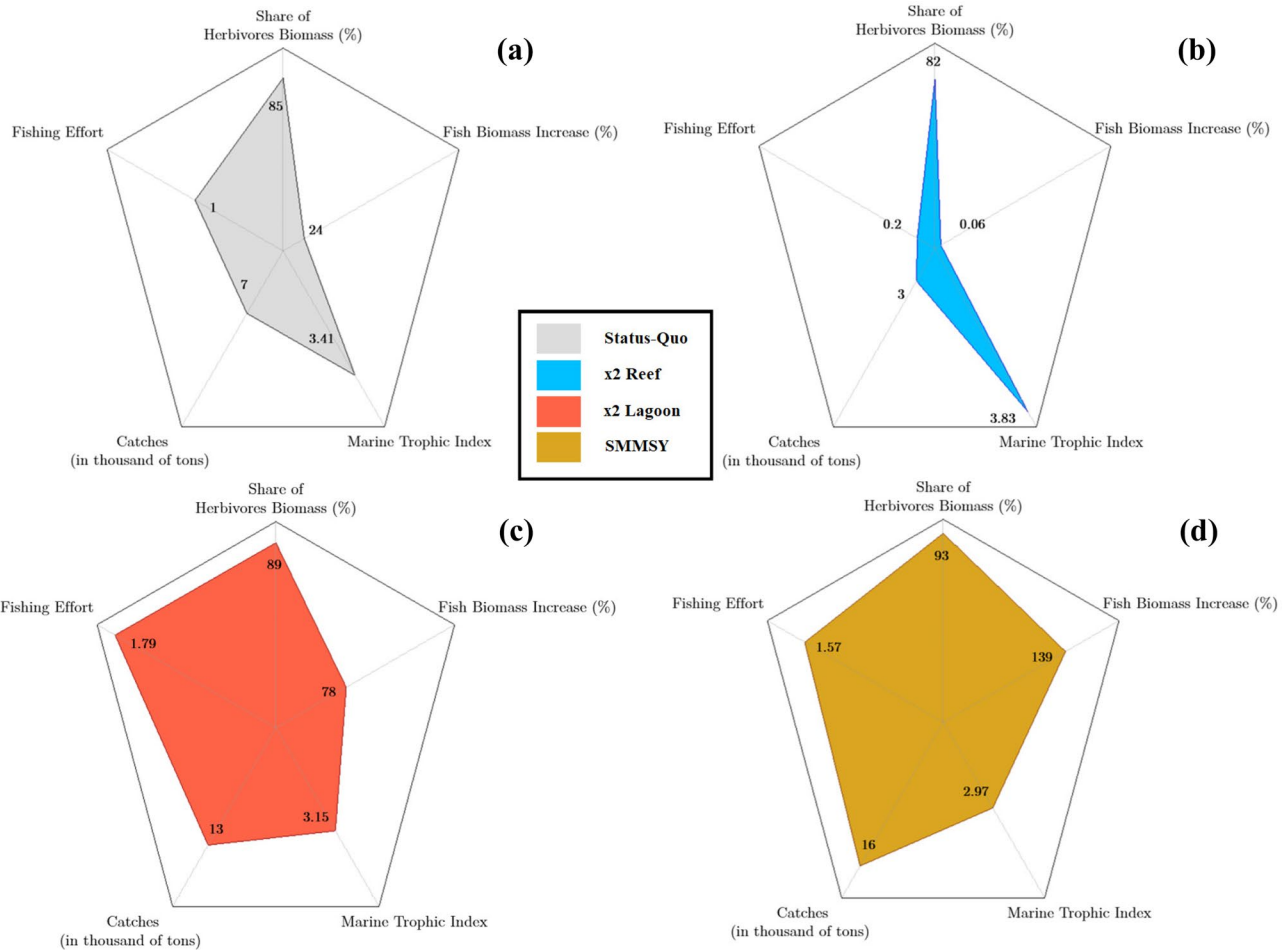 Share of
Herbivores Biomass (%)
(a)
85
Fishing Effort
Fish Biomass Increase (%)
1
24
7
3.41
Catches
(in thousand of tons)
Marine Trophic Index
Share of
Herbivores Biomass (%)
(b)
82
Fishing Effort
Fish Biomass Increase (%)
0.2
0.06
3
3.83
Catches
(in thousand of tons)
Marine Trophic Index
Status-Quo
x2 Reef
x2 Lagoon
SMMSY
Share of
Herbivores Biomass (%)
(c)
89
Fishing Effort
Fish Biomass Increase (%)
1.79
78
13
3.15
Catches
(in thousand of tons)
Marine Trophic Index
Share of
Herbivores Biomass (%)
(d)
93
Fishing Effort
Fish Biomass Increase (%)
1.57
139
16
2.97
Catches
(in thousand of tons)
Marine Trophic Index